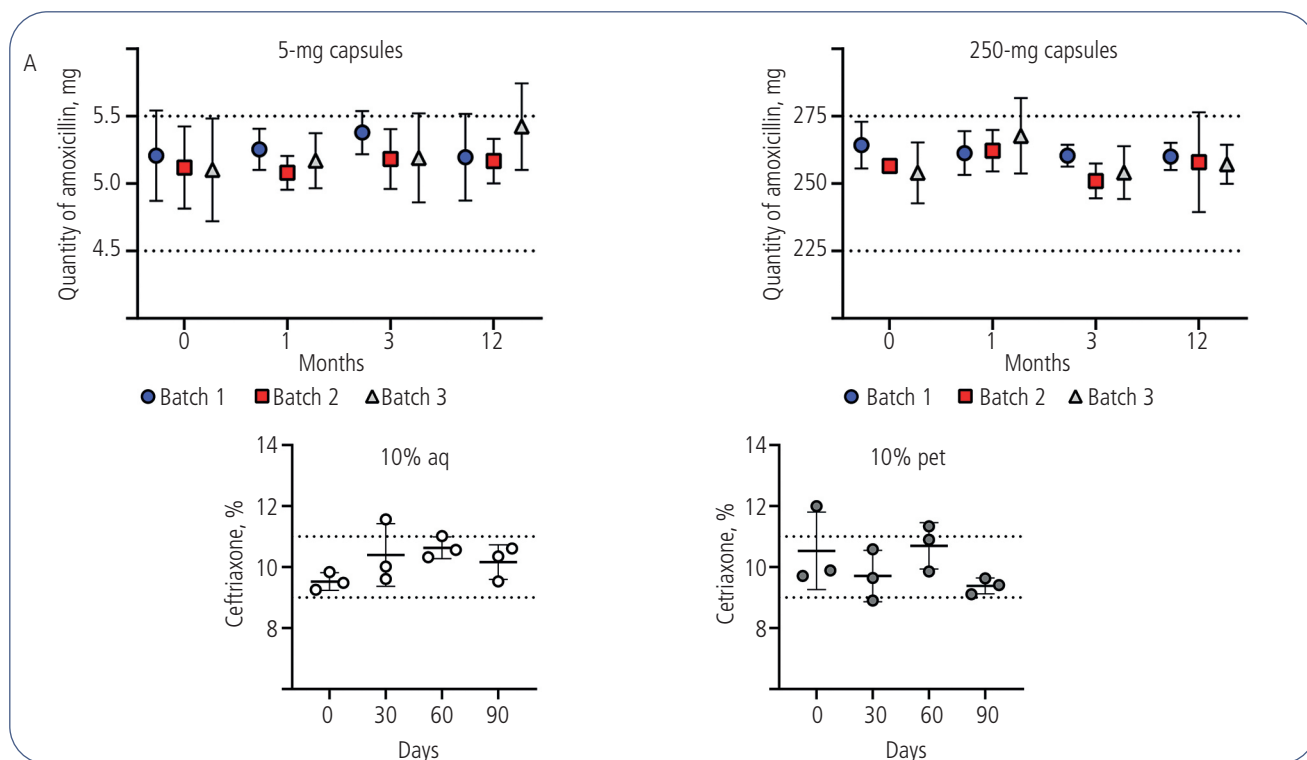 A
5-mg capsules
Quantity of amoxicillin, mg
5.5
5.0
4.5
0 1 3 12
Months
Batch 1 Batch 2 Batch 3
250-mg capsules
Quantity of amoxicillin, mg
275
250
225
0 1 3 12
Months
Batch 1 Batch 2 Batch 3
10% aq
Ceftriaxone, %
14
12
10
8
0 30 60 90
Days
10% pet
Cetriaxone, %
14
12
10
8
0 30 60 90
Days